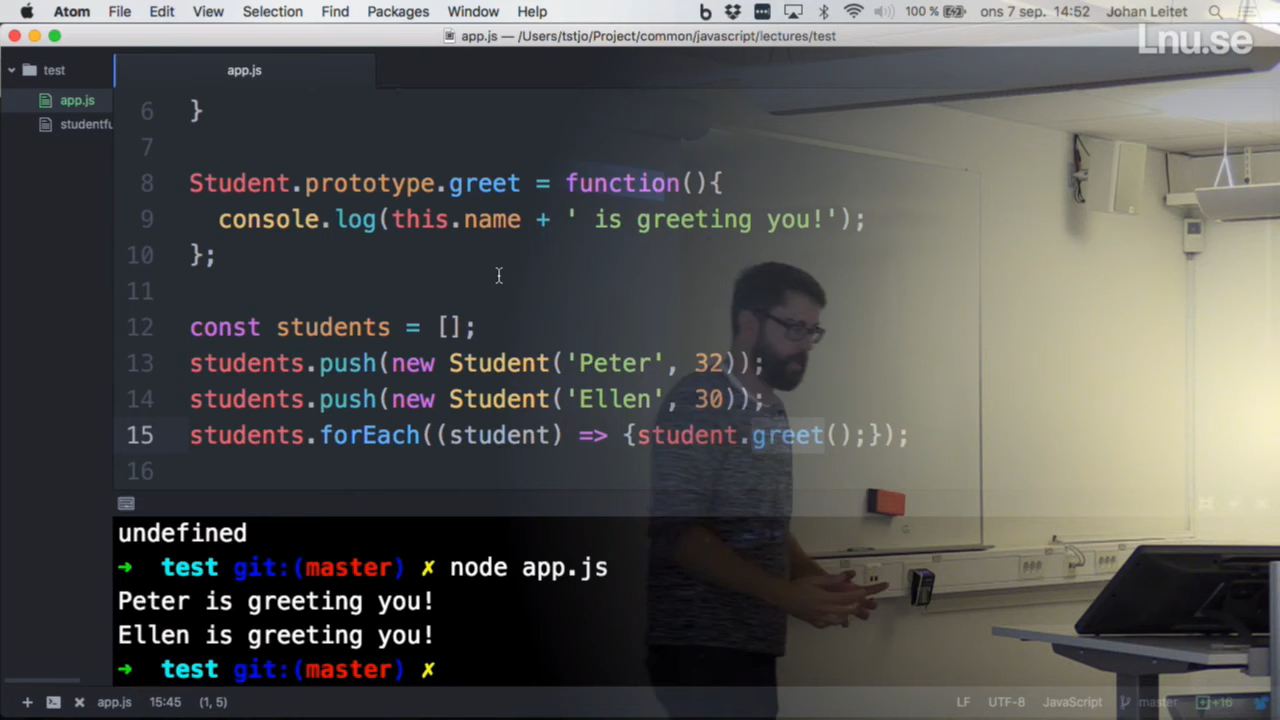 Atom File Edit View Selection Find Packages Window Help 100 % ons 7 sep. 14:52 Johan Leitet
app.js — /Users/tstjo/Project/common/javascript/lectures/test
Lnu.se
test
app.js
app.js
studentfu
6 }
7
8 Student.prototype.greet = function(){
9 console.log(this.name + ' is greeting you!');
10 };
11
12 const students = [];
13 students.push(new Student('Peter', 32));
14 students.push(new Student('Ellen', 30));
15 students.forEach((student) => {student.greet();});
16
undefined
➜ test git:(master) ✗ node app.js
Peter is greeting you!
Ellen is greeting you!
➜ test git:(master) ✗
app.js 15:45 (1, 5) LF UTF-8 JavaScript master +16